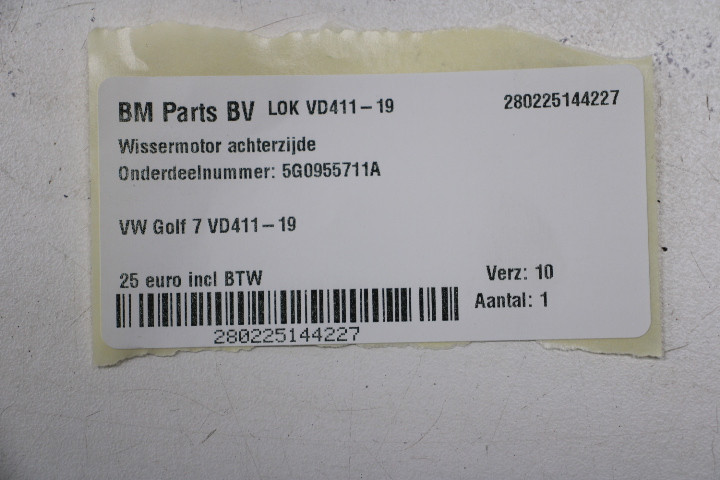 BM Parts BV LOK VD411-19 280225144227
Wissermotor achterzijde
Onderdeelnummer: 5G0955711A
VW Golf 7 VD411-19
25 euro incl BTW Verz: 10
Aantal: 1
280225144227